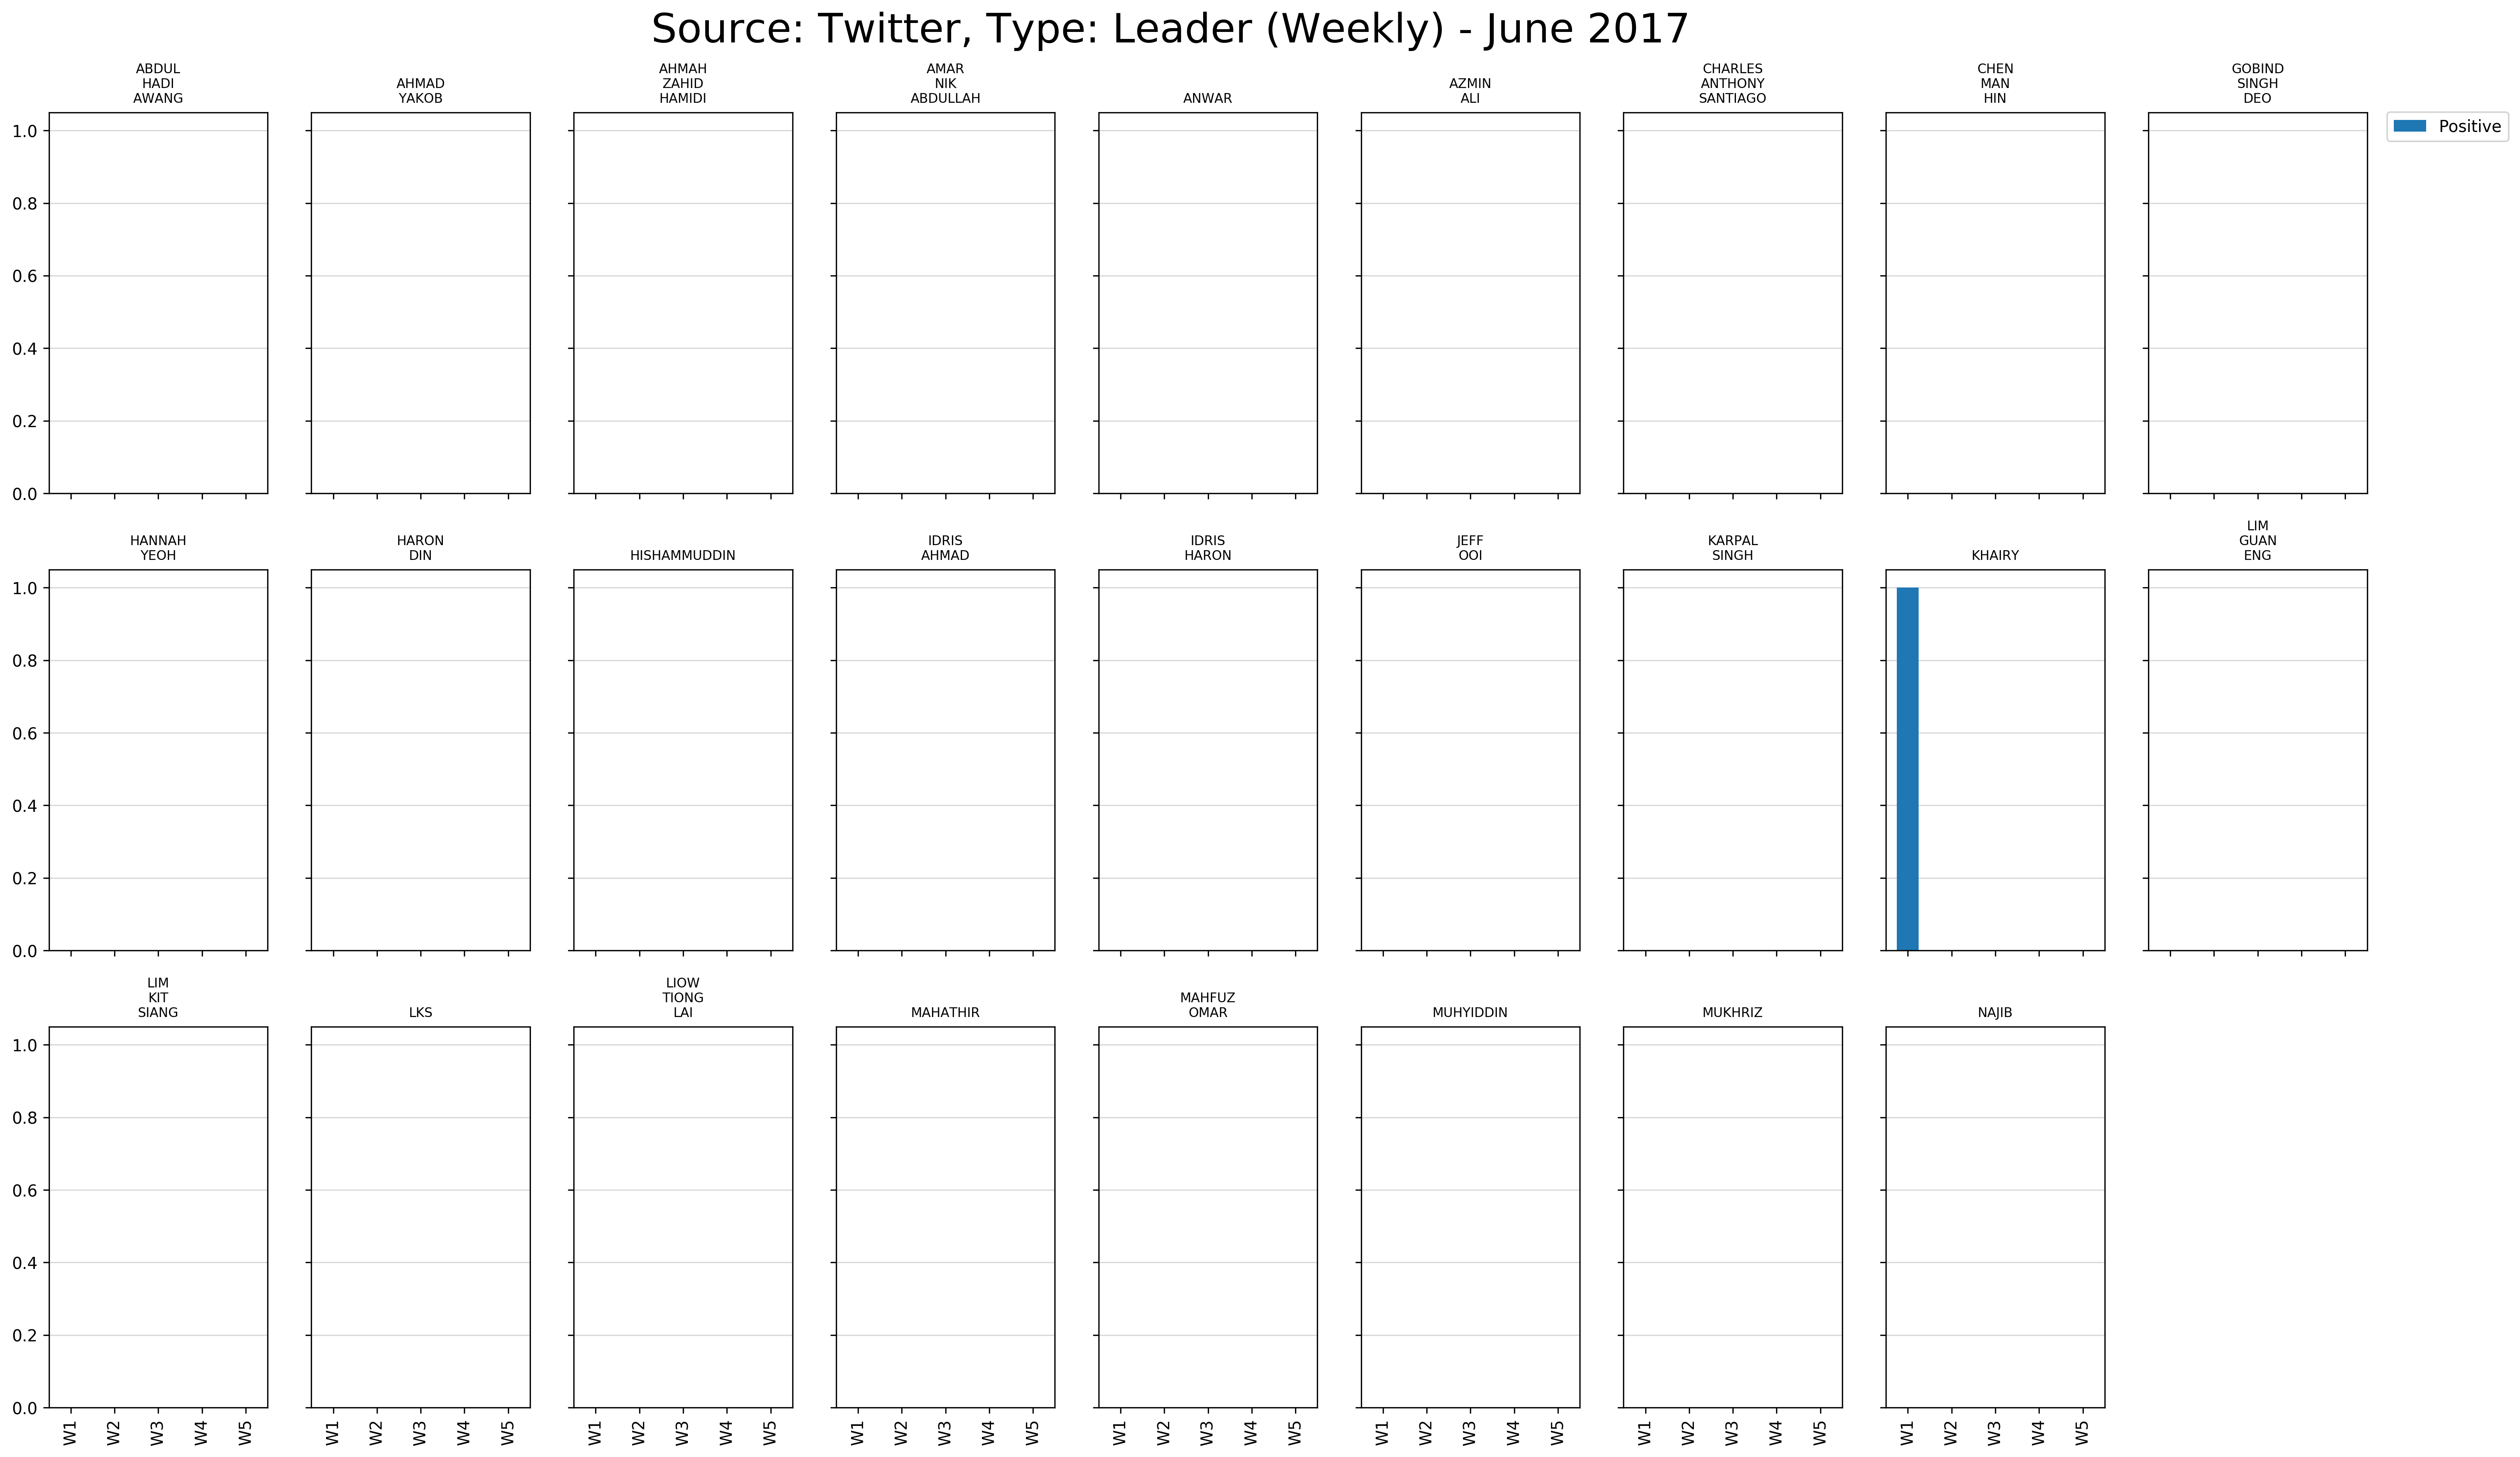 Source: Twitter, Type: Leader (Weekly) - June 2017
ABDUL
HADI
AWANG
AHMAD
YAKOB
AHMAH
ZAHID
HAMIDI
AMAR
NIK
ABDULLAH
ANWAR
AZMIN
ALI
CHARLES
ANTHONY
SANTIAGO
CHEN
MAN
HIN
GOBIND
SINGH
DEO
Positive
1.0
0.8
0.6
0.4
0.2
0.0
HANNAH
YEOH
HARON
DIN
HISHAMMUDDIN
IDRIS
AHMAD
IDRIS
HARON
JEFF
OOI
KARPAL
SINGH
KHAIRY
LIM
GUAN
ENG
1.0
0.8
0.6
0.4
0.2
0.0
LIM
KIT
SIANG
LKS
LIOW
TIONG
LAI
MAHATHIR
MAHFUZ
OMAR
MUHYIDDIN
MUKHRIZ
NAJIB
1.0
0.8
0.6
0.4
0.2
0.0
W1 W2 W3 W4 W5
W1 W2 W3 W4 W5
W1 W2 W3 W4 W5
W1 W2 W3 W4 W5
W1 W2 W3 W4 W5
W1 W2 W3 W4 W5
W1 W2 W3 W4 W5
W1 W2 W3 W4 W5